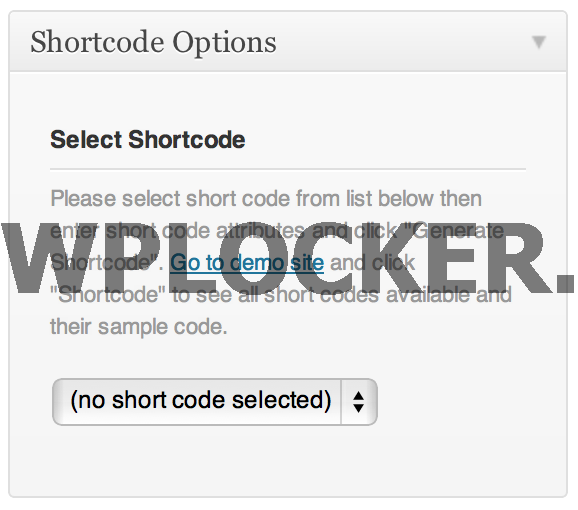 Shortcode Options
Select Shortcode
Please select short code from list below then
enter short code attributes and click "Generate
Shortcode". Go to demo site and click
"Shortcode" to see all short codes available and
their sample code.
WPLOCKER.
(no short code selected)